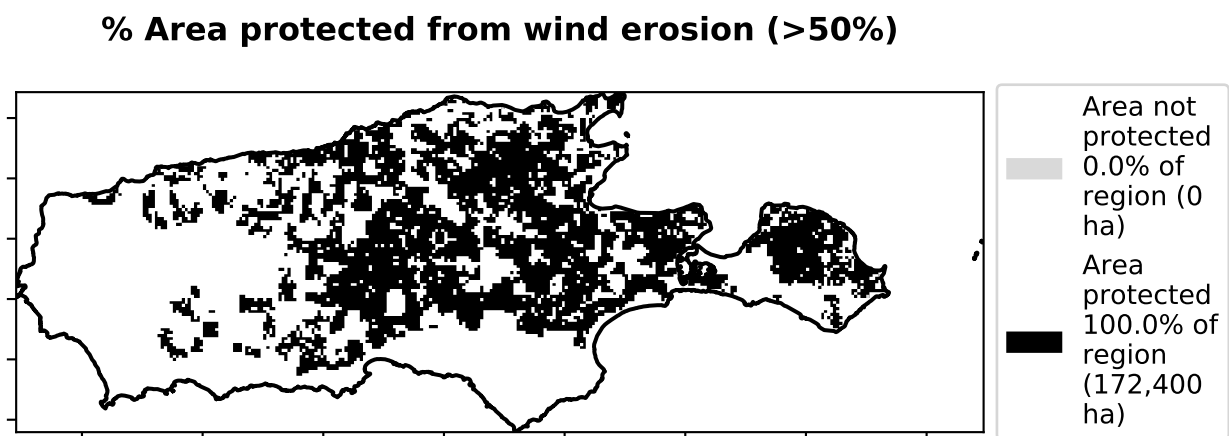 % Area protected from wind erosion (>50%)
Area not
protected
0.0% of
region (0
ha)
Area
protected
100.0% of
region
(172,400
ha)